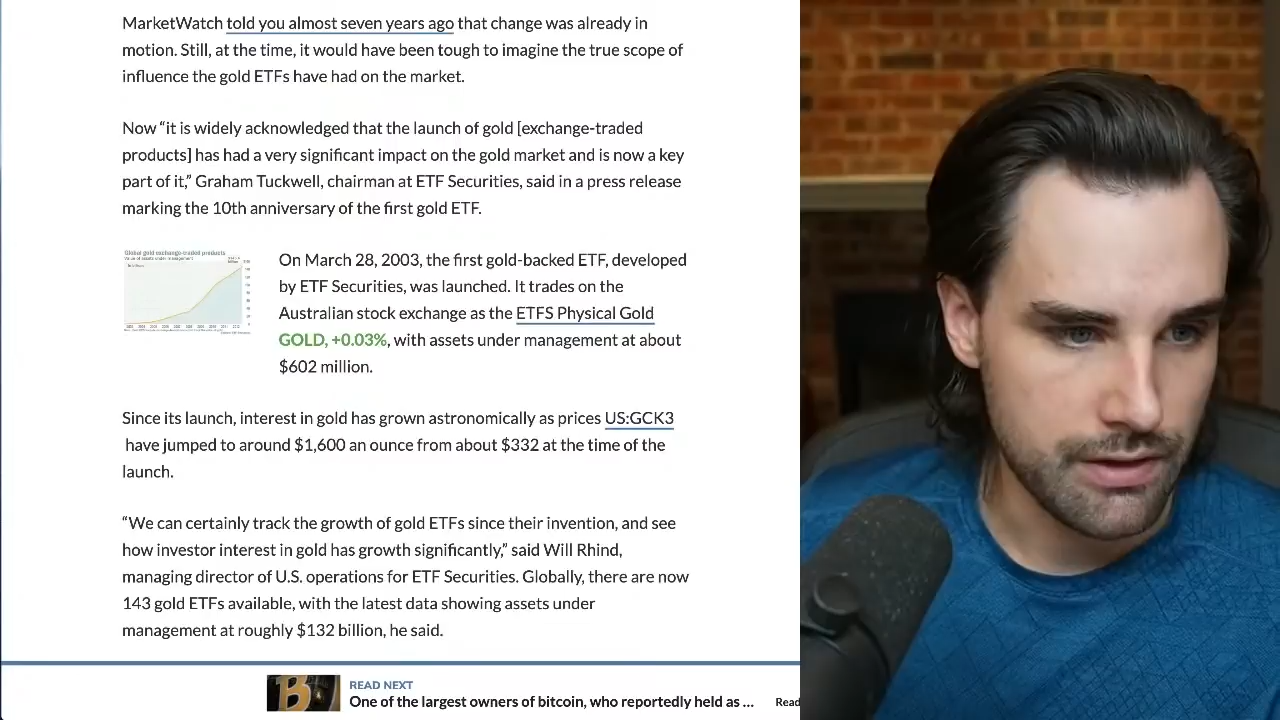 MarketWatch told you almost seven years ago that change was already in
motion. Still, at the time, it would have been tough to imagine the true scope of
influence the gold ETFs have had on the market.
Now “it is widely acknowledged that the launch of gold [exchange-traded
products] has had a very significant impact on the gold market and is now a key
part of it,” Graham Tuckwell, chairman at ETF Securities, said in a press release
marking the 10th anniversary of the first gold ETF.
Global gold exchange-traded products
Value of assets under management
On March 28, 2003, the first gold-backed ETF, developed
by ETF Securities, was launched. It trades on the
Australian stock exchange as the ETFS Physical Gold
GOLD, +0.03%, with assets under management at about
$602 million.
Since its launch, interest in gold has grown astronomically as prices US:GCK3
have jumped to around $1,600 an ounce from about $332 at the time of the
launch.
“We can certainly track the growth of gold ETFs since their invention, and see
how investor interest in gold has growth significantly,” said Will Rhind,
managing director of U.S. operations for ETF Securities. Globally, there are now
143 gold ETFs available, with the latest data showing assets under
management at roughly $132 billion, he said.
READ NEXT
One of the largest owners of bitcoin, who reportedly held as ...
Read